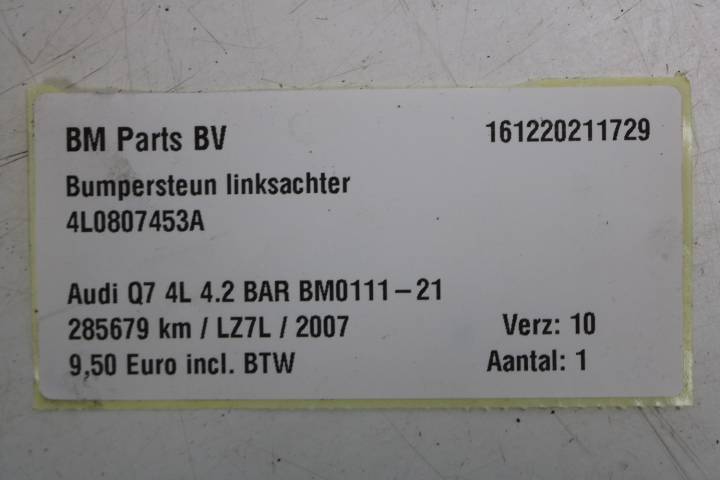 BM Parts BV 161220211729
Bumpersteun linksachter
4L0807453A
Audi Q7 4L 4.2 BAR BM0111-21
285679 km / LZ7L / 2007 Verz: 10
9,50 Euro incl. BTW Aantal: 1